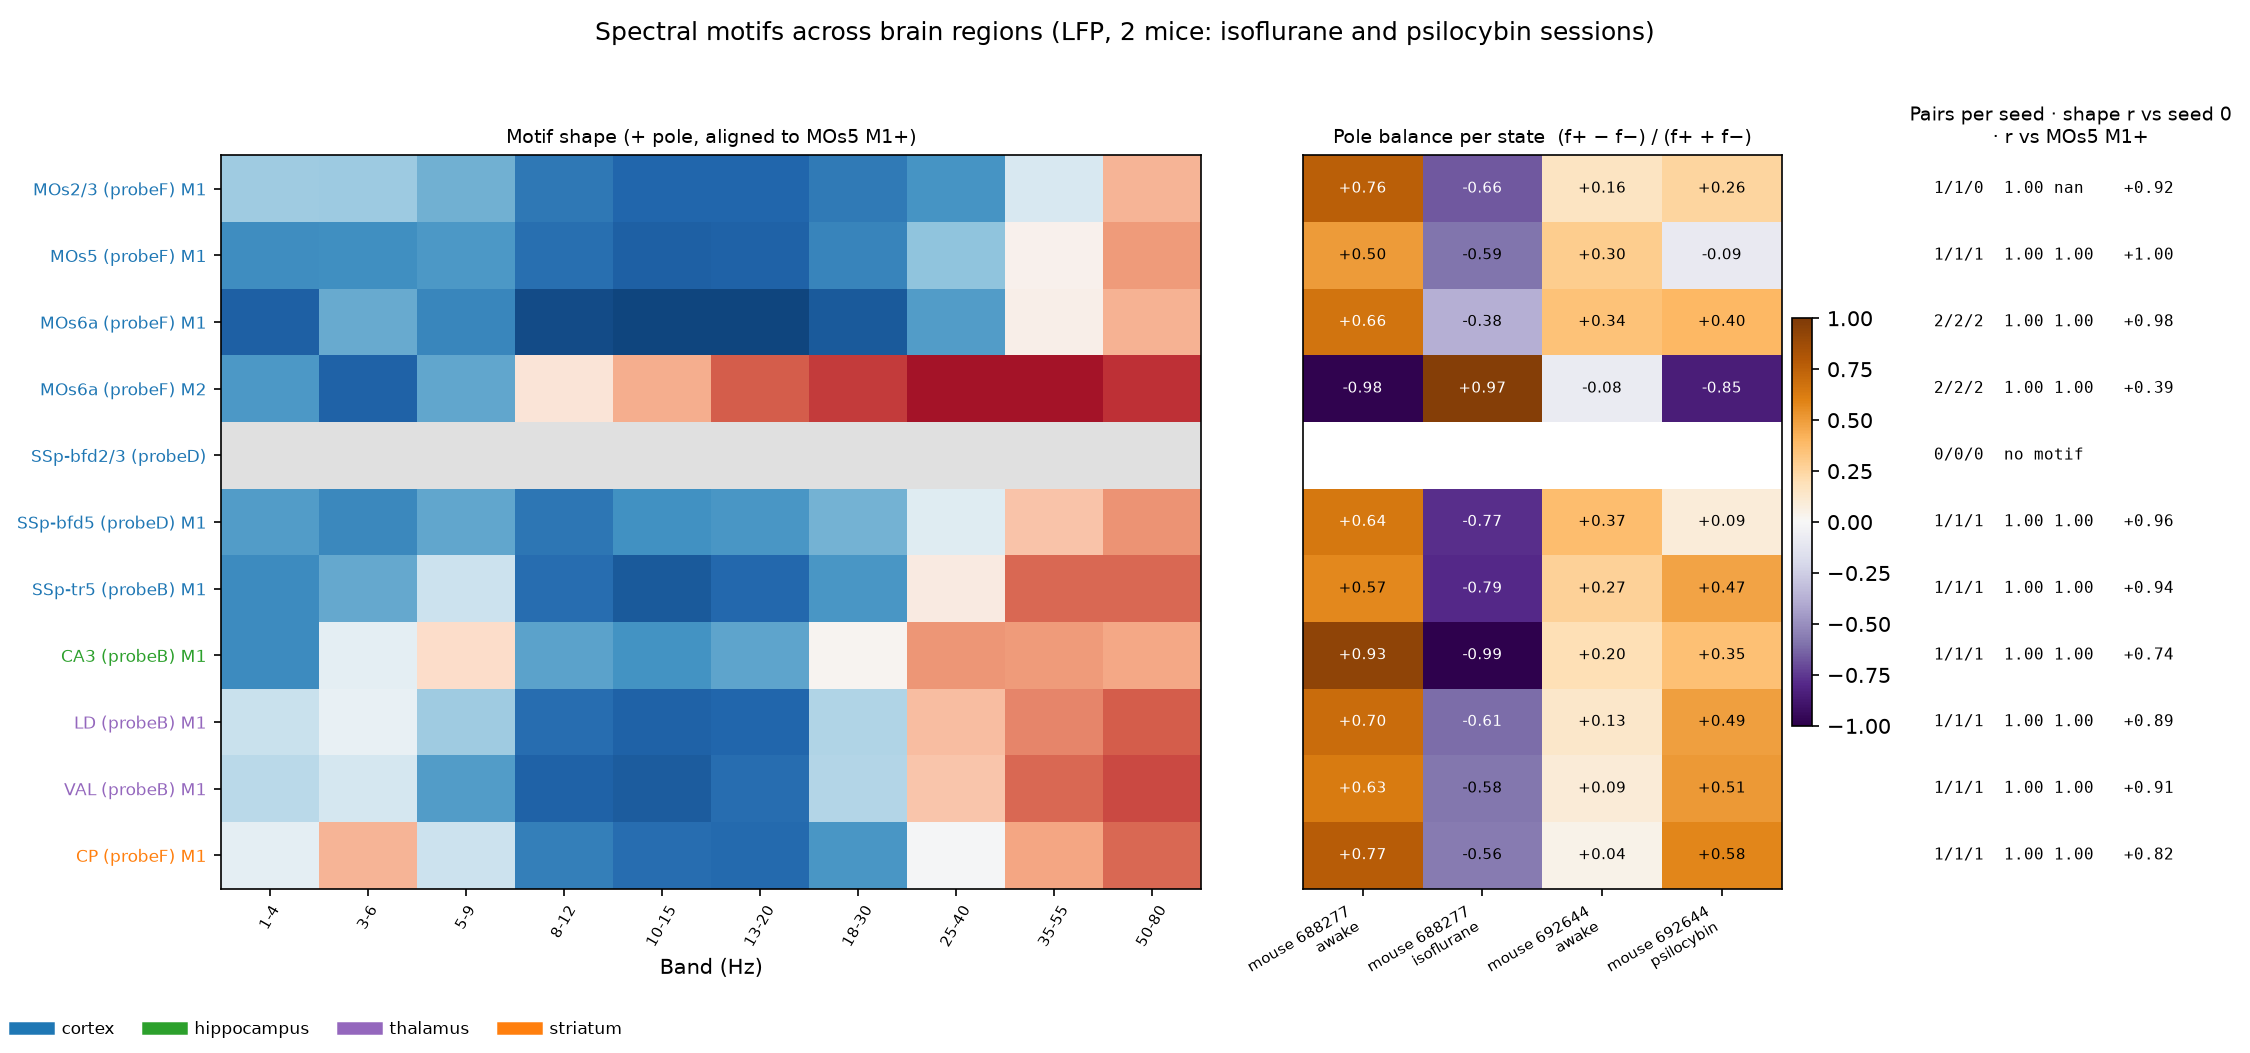 Spectral motifs across brain regions (LFP, 2 mice: isoflurane and psilocybin sessions)
Motif shape (+ pole, aligned to MOs5 M1+)
MOs2/3 (probeF) M1
MOs5 (probeF) M1
MOs6a (probeF) M1
MOs6a (probeF) M2
SSp-bfd2/3 (probeD)
SSp-bfd5 (probeD) M1
SSp-tr5 (probeB) M1
CA3 (probeB) M1
LD (probeB) M1
VAL (probeB) M1
CP (probeF) M1
1-4
3-6
5-9
8-12
10-15
13-20
18-30
25-40
35-55
50-80
Band (Hz)
Pole balance per state  (f+ − f−) / (f+ + f−)
+0.76 -0.66 +0.16 +0.26
+0.50 -0.59 +0.30 -0.09
+0.66 -0.38 +0.34 +0.40
-0.98 +0.97 -0.08 -0.85
+0.64 -0.77 +0.37 +0.09
+0.57 -0.79 +0.27 +0.47
+0.93 -0.99 +0.20 +0.35
+0.70 -0.61 +0.13 +0.49
+0.63 -0.58 +0.09 +0.51
+0.77 -0.56 +0.04 +0.58
mouse 688277
awake
mouse 688277
isoflurane
mouse 692644
awake
mouse 692644
psilocybin
1.00
0.75
0.50
0.25
0.00
−0.25
−0.50
−0.75
−1.00
Pairs per seed · shape r vs seed 0
· r vs MOs5 M1+
1/1/0  1.00 nan    +0.92
1/1/1  1.00 1.00   +1.00
2/2/2  1.00 1.00   +0.98
2/2/2  1.00 1.00   +0.39
0/0/0  no motif
1/1/1  1.00 1.00   +0.96
1/1/1  1.00 1.00   +0.94
1/1/1  1.00 1.00   +0.74
1/1/1  1.00 1.00   +0.89
1/1/1  1.00 1.00   +0.91
1/1/1  1.00 1.00   +0.82
cortex
hippocampus
thalamus
striatum